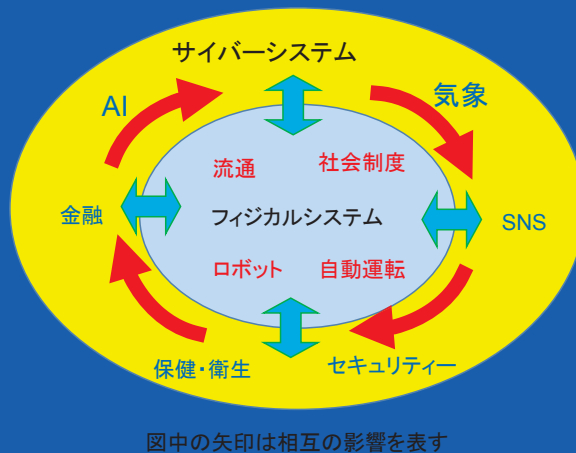 サイバーシステム
AI
気象
流通
社会制度
金融
フィジカルシステム
SNS
ロボット
自動運転
保健・衛生
セキュリティー
図中の矢印は相互の影響を表す